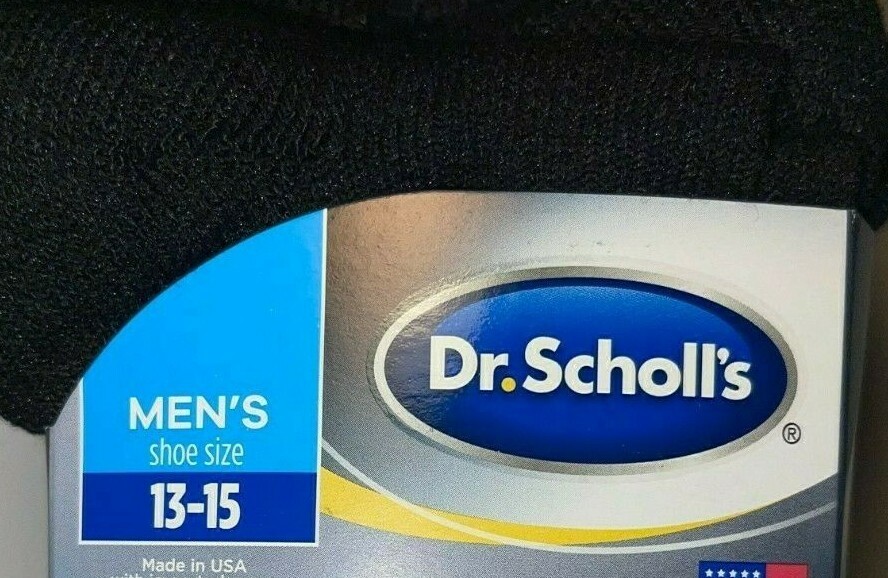 MEN'S
shoe size
13-15
Made in USA
Dr. Scholl's
®